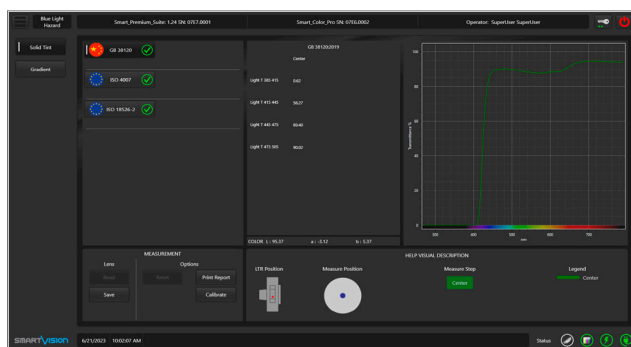 Blue Light
Hazard
Smart_Premium_Suite: 1.24 SN: 07F7.0001
Smart_Color_Pro SN: 07E6.0002
Operator: SuperUser SuperUser
Solid Tint
Gradient
GB 38120
ISO 4007
ISO 18526-2
GB 38120:2019
Center
Light T 385 415
0.62
Light T 415 445
56.27
Light T 445 475
89.40
Light T 475 505
90.02
COLOR L : 95.37
a : -3.12
b : 5.37
Transmittance %
100
80
60
40
20
0
300
400
500
600
700
nm
MEASUREMENT
Lens
Options
Read
Reset
Print Report
Save
Calibrate
HELP VISUAL DESCRIPTION
LTR Position
Measure Position
Measure Step
Center
Legend
Center
SMARTVISION
6/21/2023 10:02:07 AM
Status